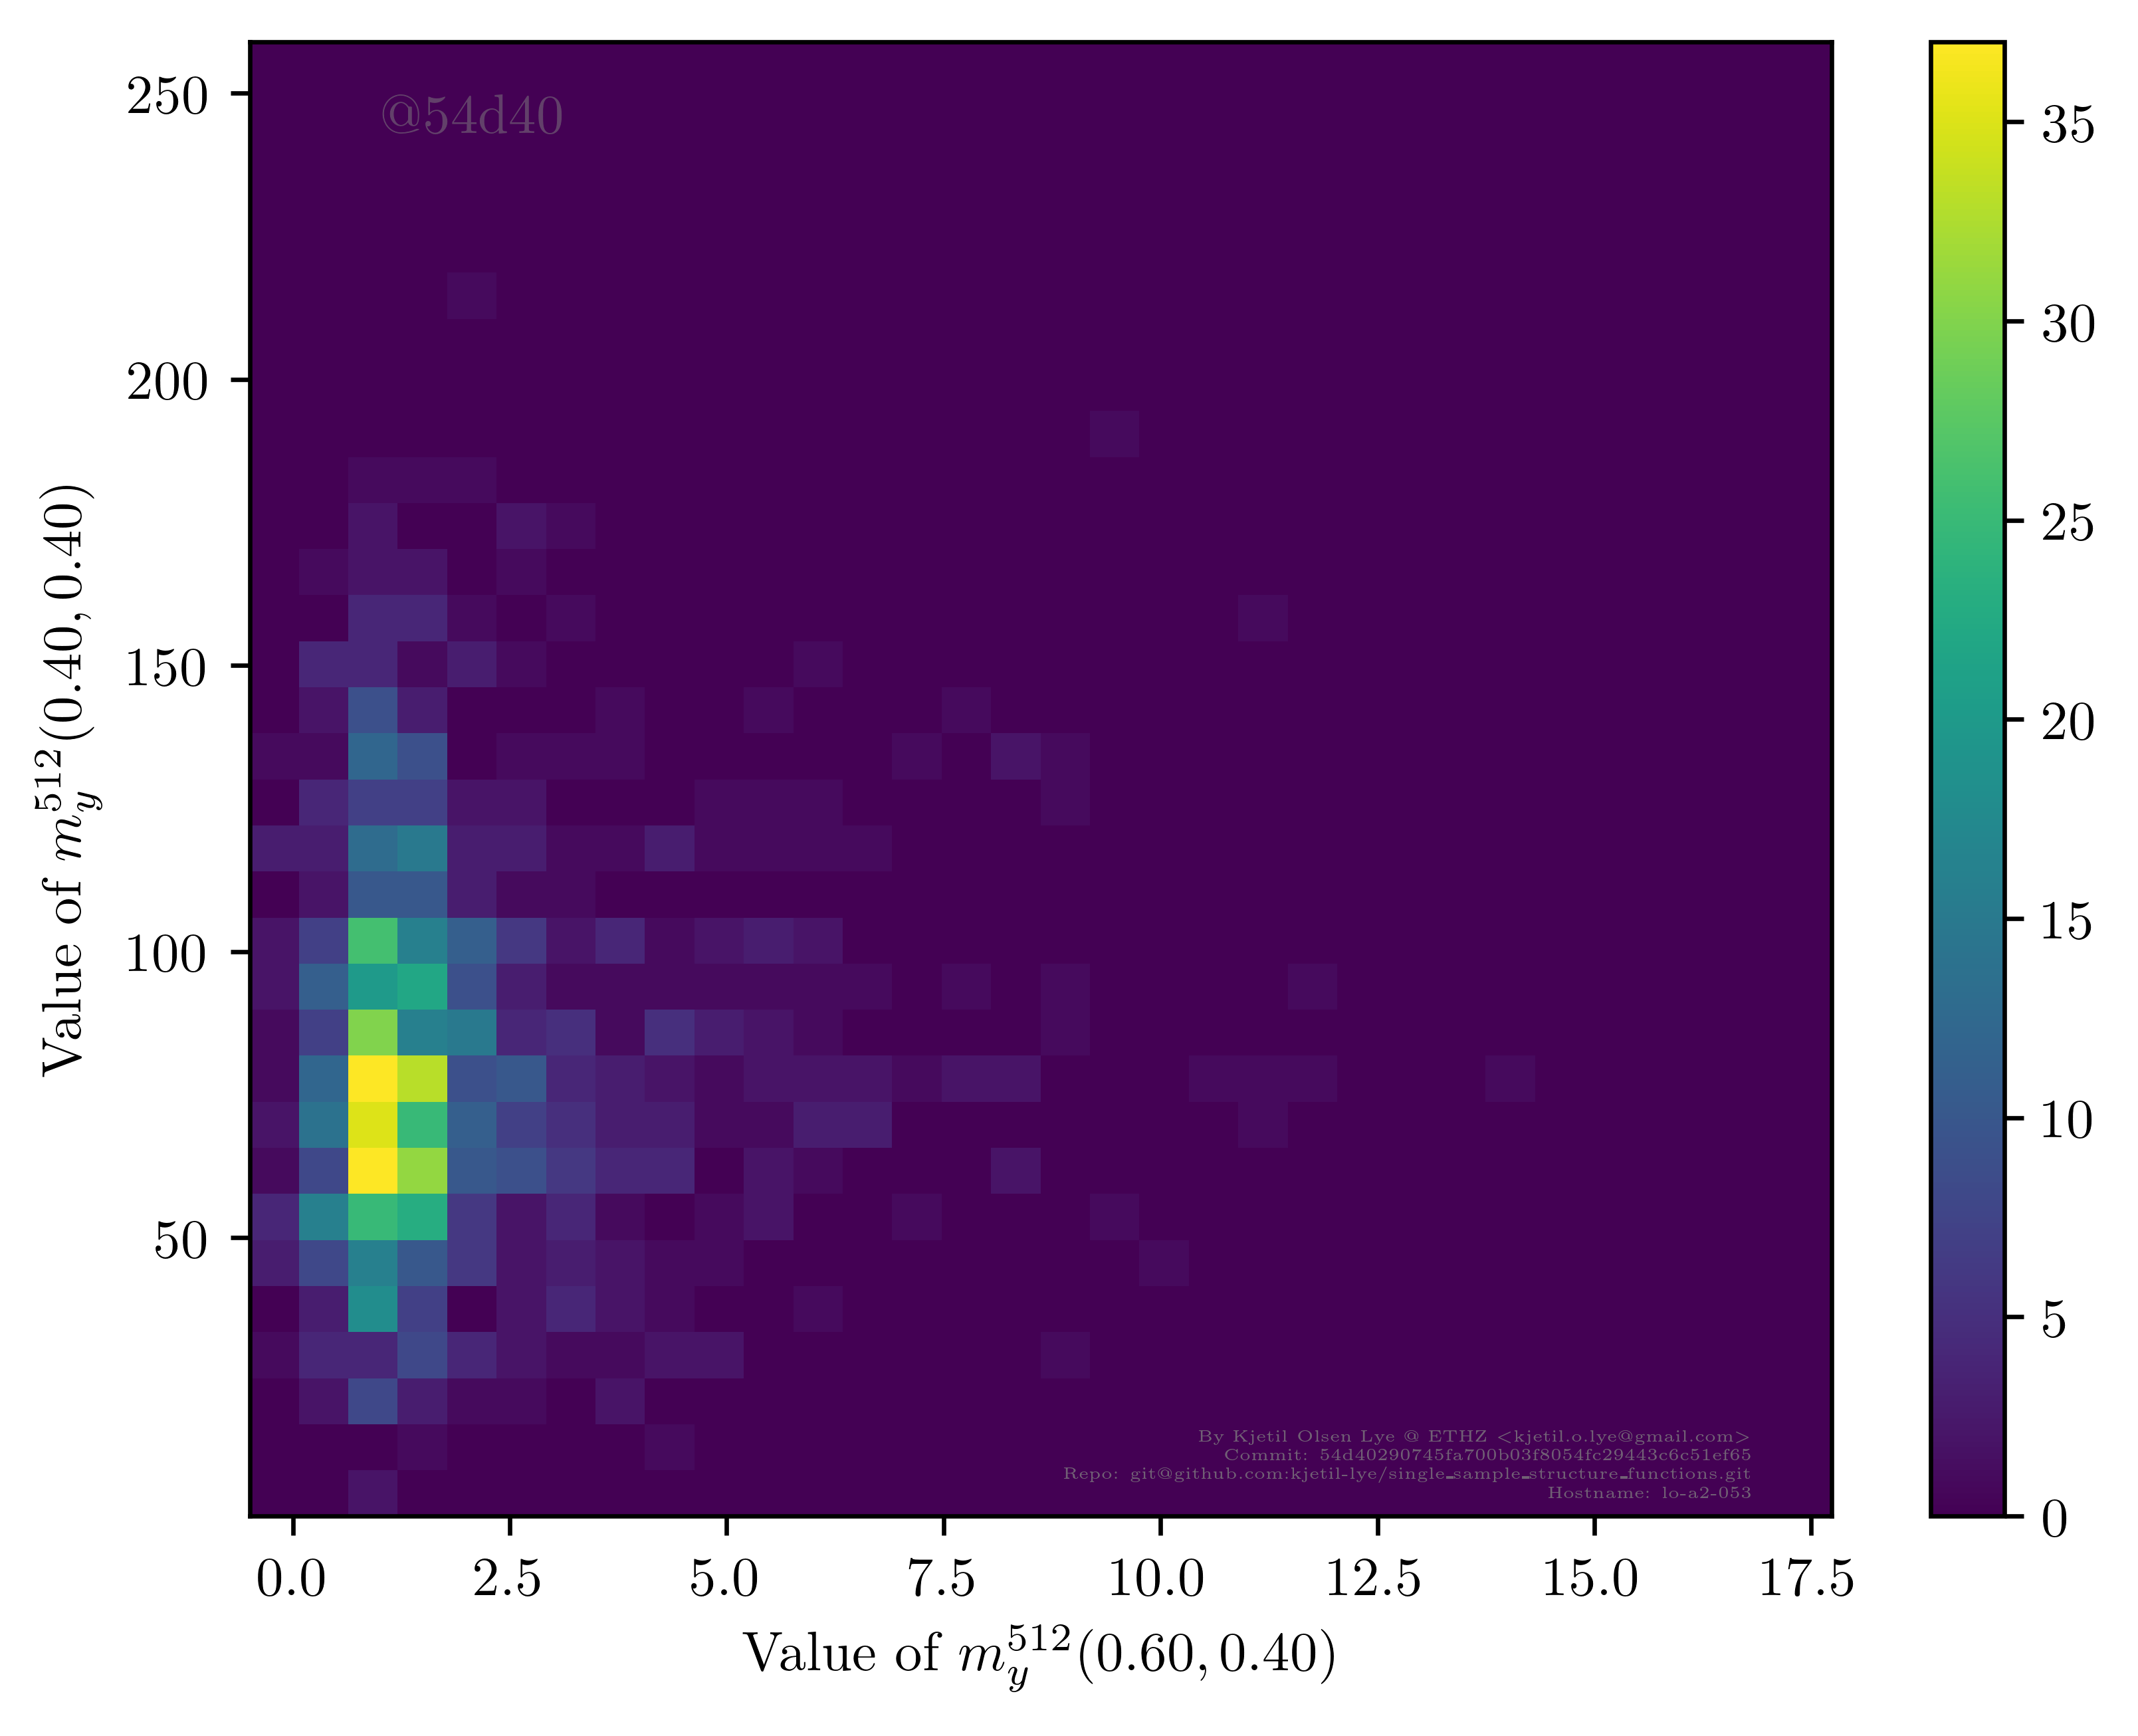 @54d40
250
200
150
100
50
Value of m_y^{512}(0.40, 0.40)
0.0 2.5 5.0 7.5 10.0 12.5 15.0 17.5
Value of m_y^{512}(0.60, 0.40)
35
30
25
20
15
10
5
0
By Kjetil Olsen Lye @ ETHZ <kjetil.o.lye@gmail.com>
Commit: 54d40290745fa700b03f8054fc29443c6c51ef65
Repo: git@github.com:kjetil-lye/single_sample_structure_functions.git
Hostname: lo-a2-053